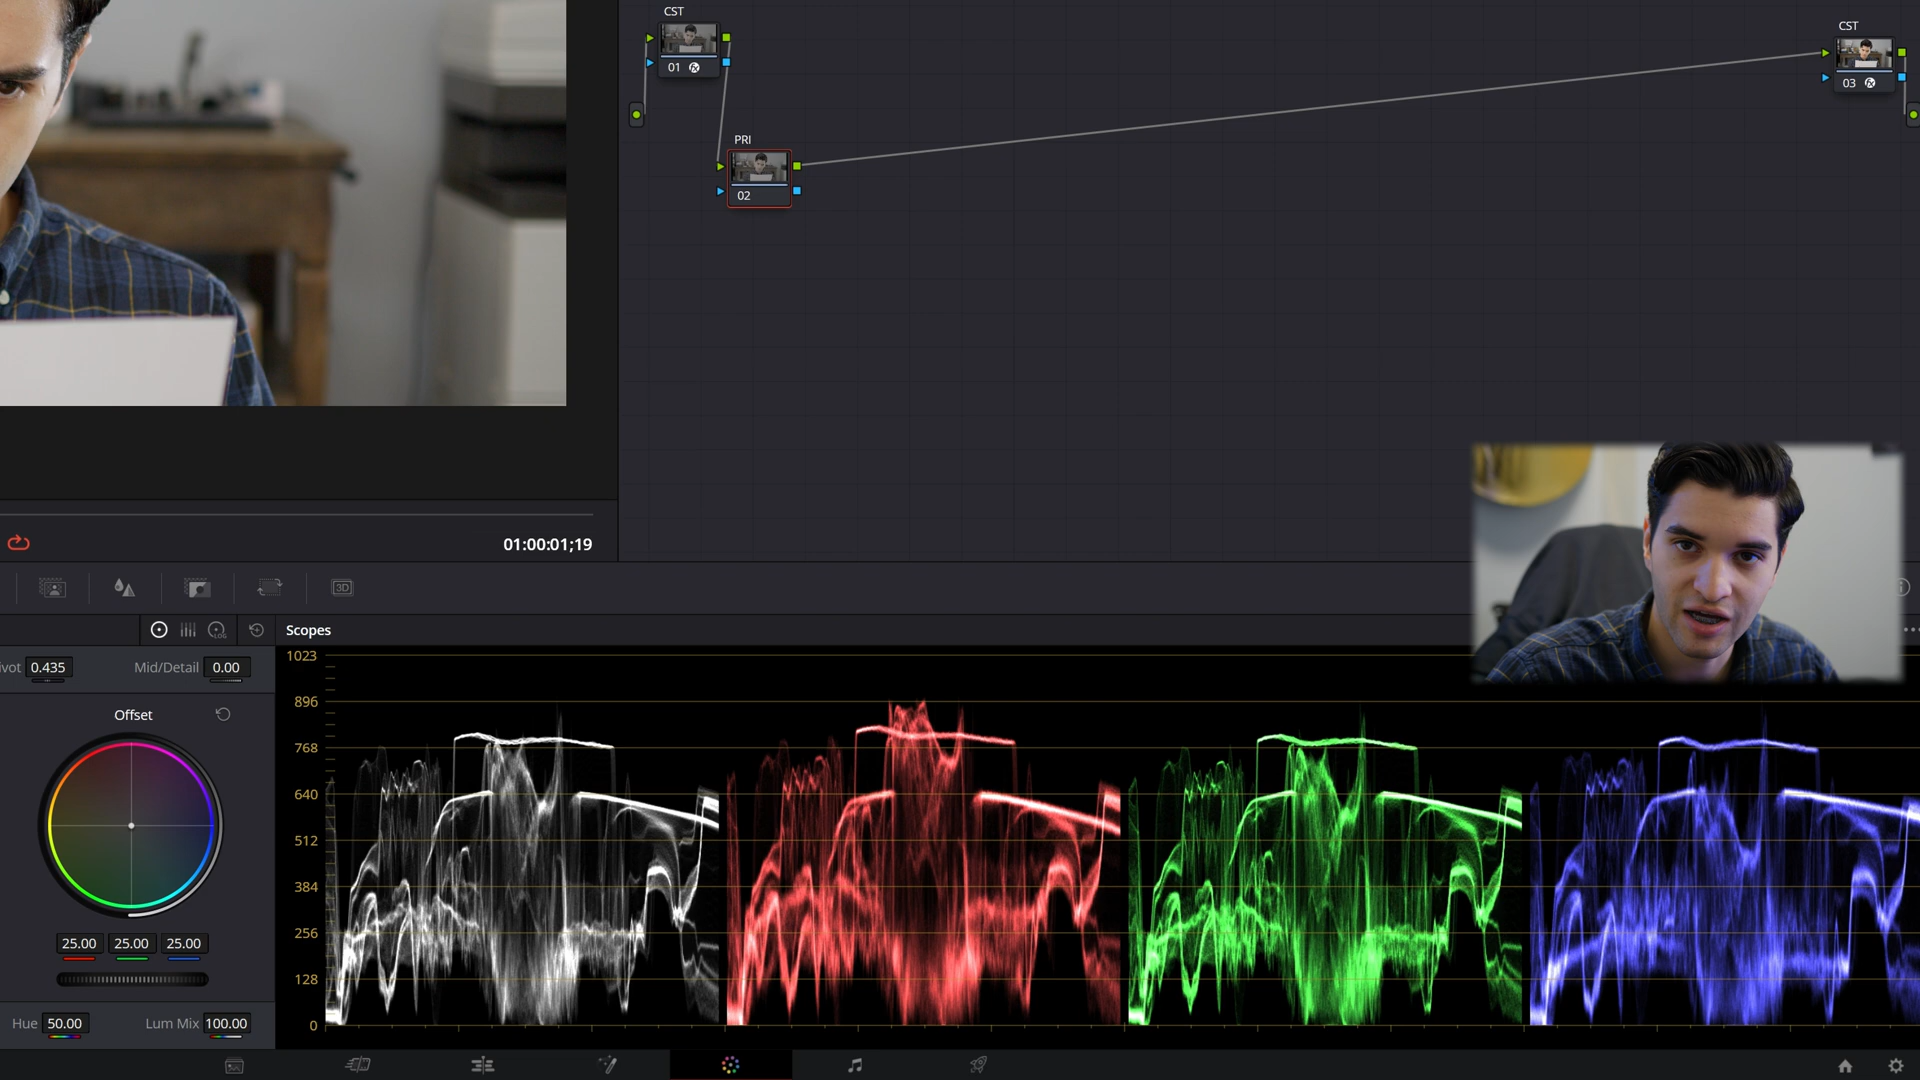 CST
01
PRI
02
CST
03
01:00:01;19
3D
LOG
Scopes
ivot 0.435
Mid/Detail 0.00
Offset
25.00 25.00 25.00
Hue 50.00
Lum Mix 100.00
1023
896
768
640
512
384
256
128
0